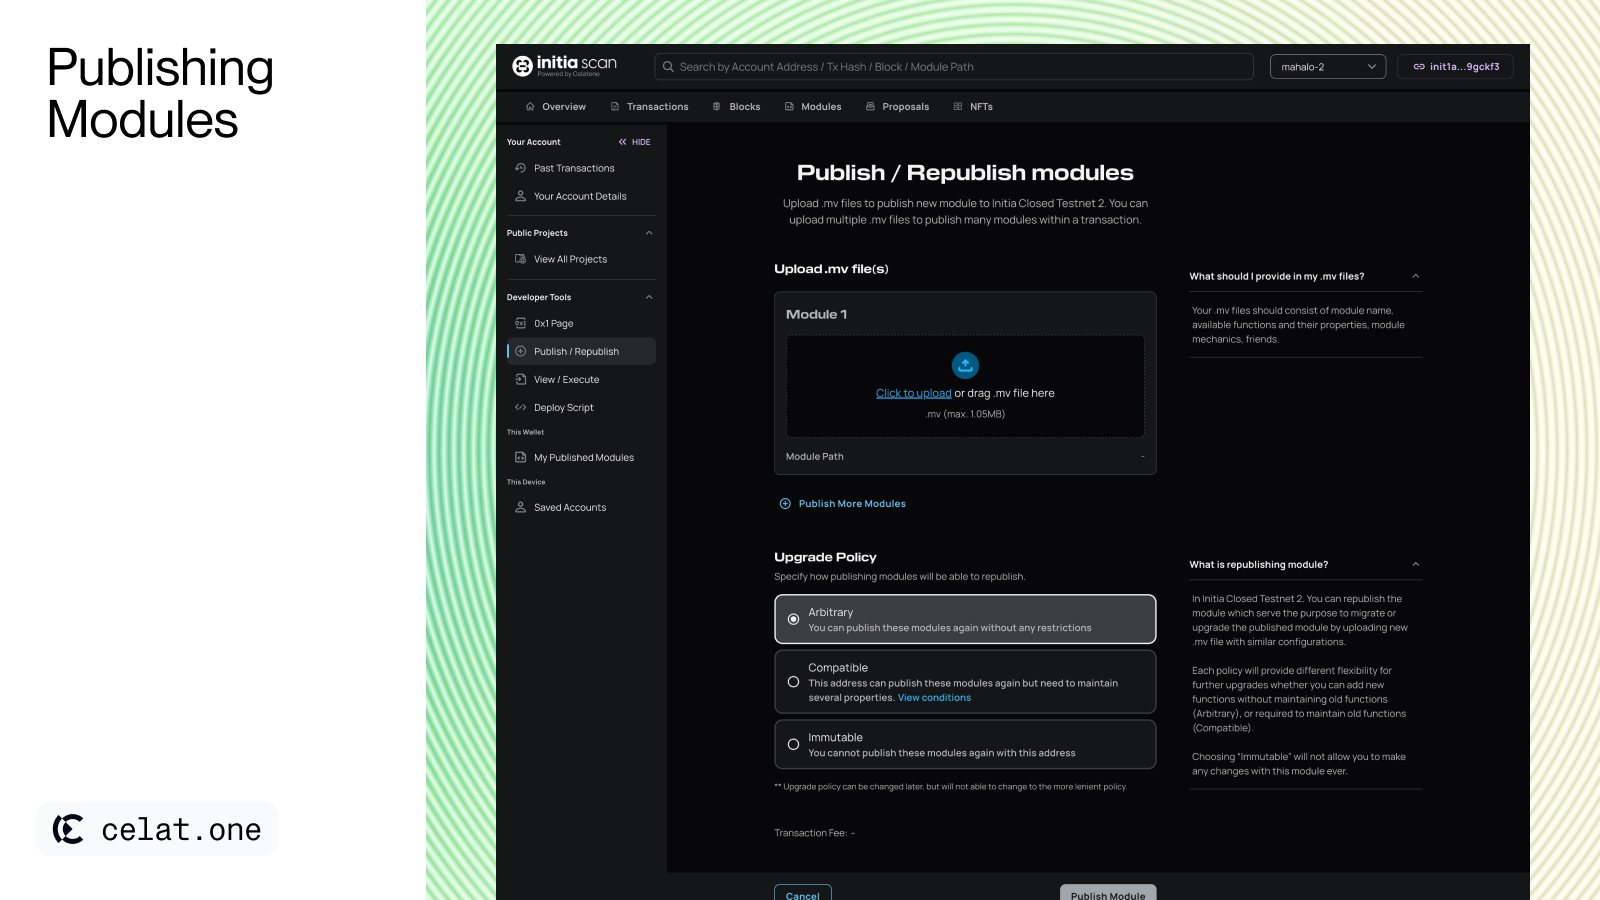 Publishing
Modules
initia scan
Powered by Celatone
Search by Account Address / Tx Hash / Block / Module Path
mahalo-2
init1a...9gckf3
Overview
Transactions
Blocks
Modules
Proposals
NFTs
Your Account
HIDE
Past Transactions
Your Account Details
Public Projects
View All Projects
Developer Tools
0x1 Page
Publish / Republish
View / Execute
Deploy Script
This Wallet
My Published Modules
This Device
Saved Accounts
Publish / Republish modules
Upload .mv files to publish new module to Initia Closed Testnet 2. You can
upload multiple .mv files to publish many modules within a transaction.
Upload .mv file(s)
Module 1
Click to upload or drag .mv file here
.mv (max. 1.05MB)
Module Path
-
Publish More Modules
What should I provide in my .mv files?
Your .mv files should consist of module name,
available functions and their properties, module
mechanics, friends.
Upgrade Policy
Specify how publishing modules will be able to republish.
Arbitrary
You can publish these modules again without any restrictions
Compatible
This address can publish these modules again but need to maintain
several properties. View conditions
Immutable
You cannot publish these modules again with this address
** Upgrade policy can be changed later, but will not able to change to the more lenient policy.
What is republishing module?
In Initia Closed Testnet 2, You can republish the
module which serve the purpose to migrate or
upgrade the published module by uploading new
.mv file with similar configurations.
Each policy will provide different flexibility for
further upgrades whether you can add new
functions without maintaining old functions
(Arbitrary), or required to maintain old functions
(Compatible).
Choosing "Immutable" will not allow you to make
any changes with this module ever.
Transaction Fee: --
Cancel
Publish Module
celat.one